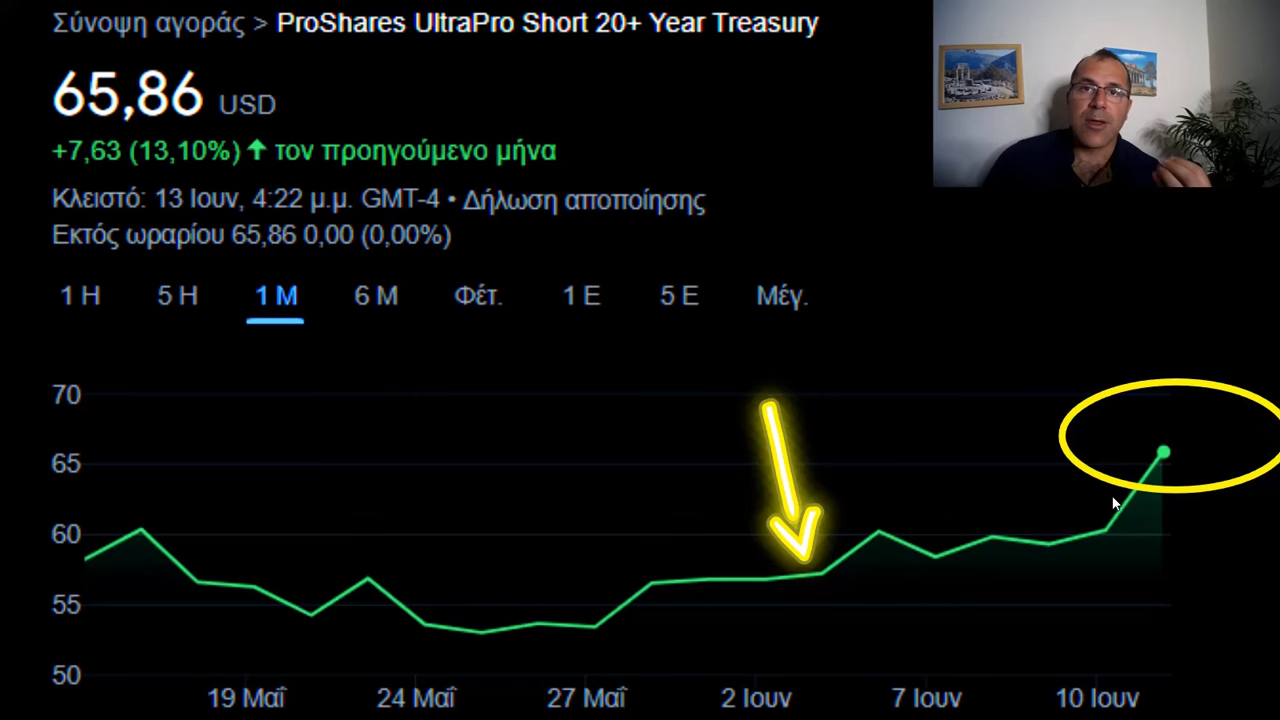 Σύνοψη αγοράς > ProShares UltraPro Short 20+ Year Treasury
65,86 USD
+7,63 (13,10%) ↑ τον προηγούμενο μήνα
Κλειστό: 13 Ιουν, 4:22 μ.μ. GMT-4 • Δήλωση αποποίησης
Εκτός ωραρίου 65,86 0,00 (0,00%)
1 Η 5 Η 1 Μ 6 Μ Φέτ. 1 Ε 5 Ε Μέγ.
70
65
60
55
50
19 Μαΐ 24 Μαΐ 27 Μαΐ 2 Ιουν 7 Ιουν 10 Ιουν